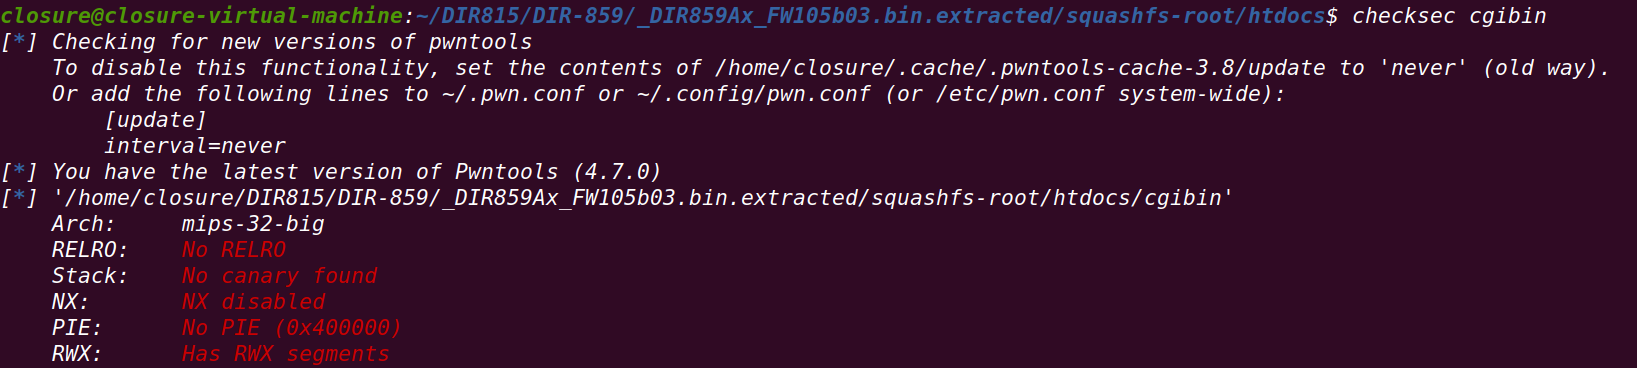 closure@closure-virtual-machine:~/DIR815/DIR-859/_DIR859Ax_FW105b03.bin.extracted/squashfs-root/htdocs$ checksec cgibin
[*] Checking for new versions of pwntools
    To disable this functionality, set the contents of /home/closure/.cache/.pwntools-cache-3.8/update to 'never' (old way).
    Or add the following lines to ~/.pwn.conf or ~/.config/pwn.conf (or /etc/pwn.conf system-wide):
        [update]
        interval=never
[*] You have the latest version of Pwntools (4.7.0)
[*] '/home/closure/DIR815/DIR-859/_DIR859Ax_FW105b03.bin.extracted/squashfs-root/htdocs/cgibin'
    Arch:     mips-32-big
    RELRO:    No RELRO
    Stack:    No canary found
    NX:       NX disabled
    PIE:      No PIE (0x400000)
    RWX:      Has RWX segments